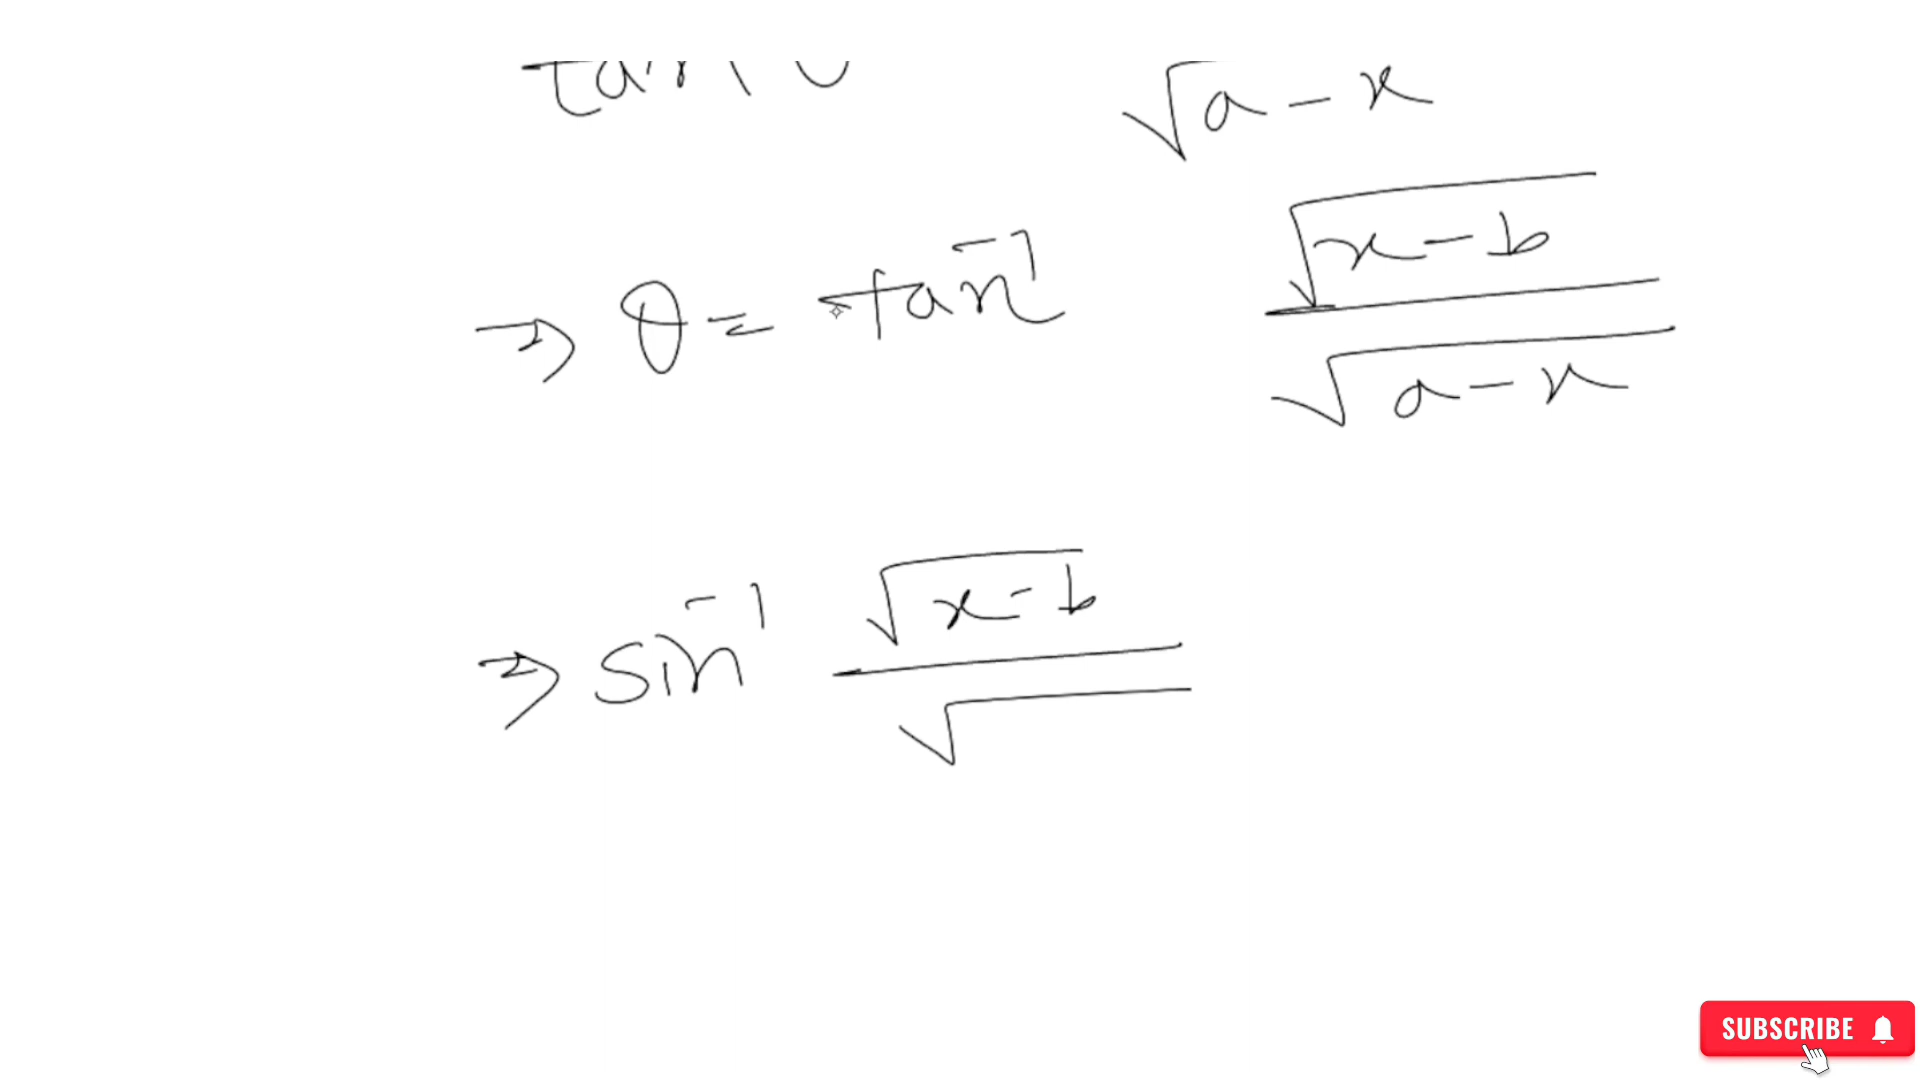 √a - x
⇒ θ = tan⁻¹ √x - b / √a - x
⇒ sin⁻¹ √x - b / √
SUBSCRIBE